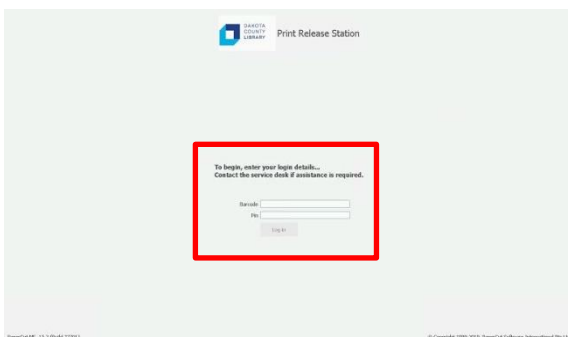 DAKOTA
COUNTY
LIBRARY
Print Release Station
To begin, enter your login details...
Contact the service desk if assistance is required.
Barcode
Pin
Log in